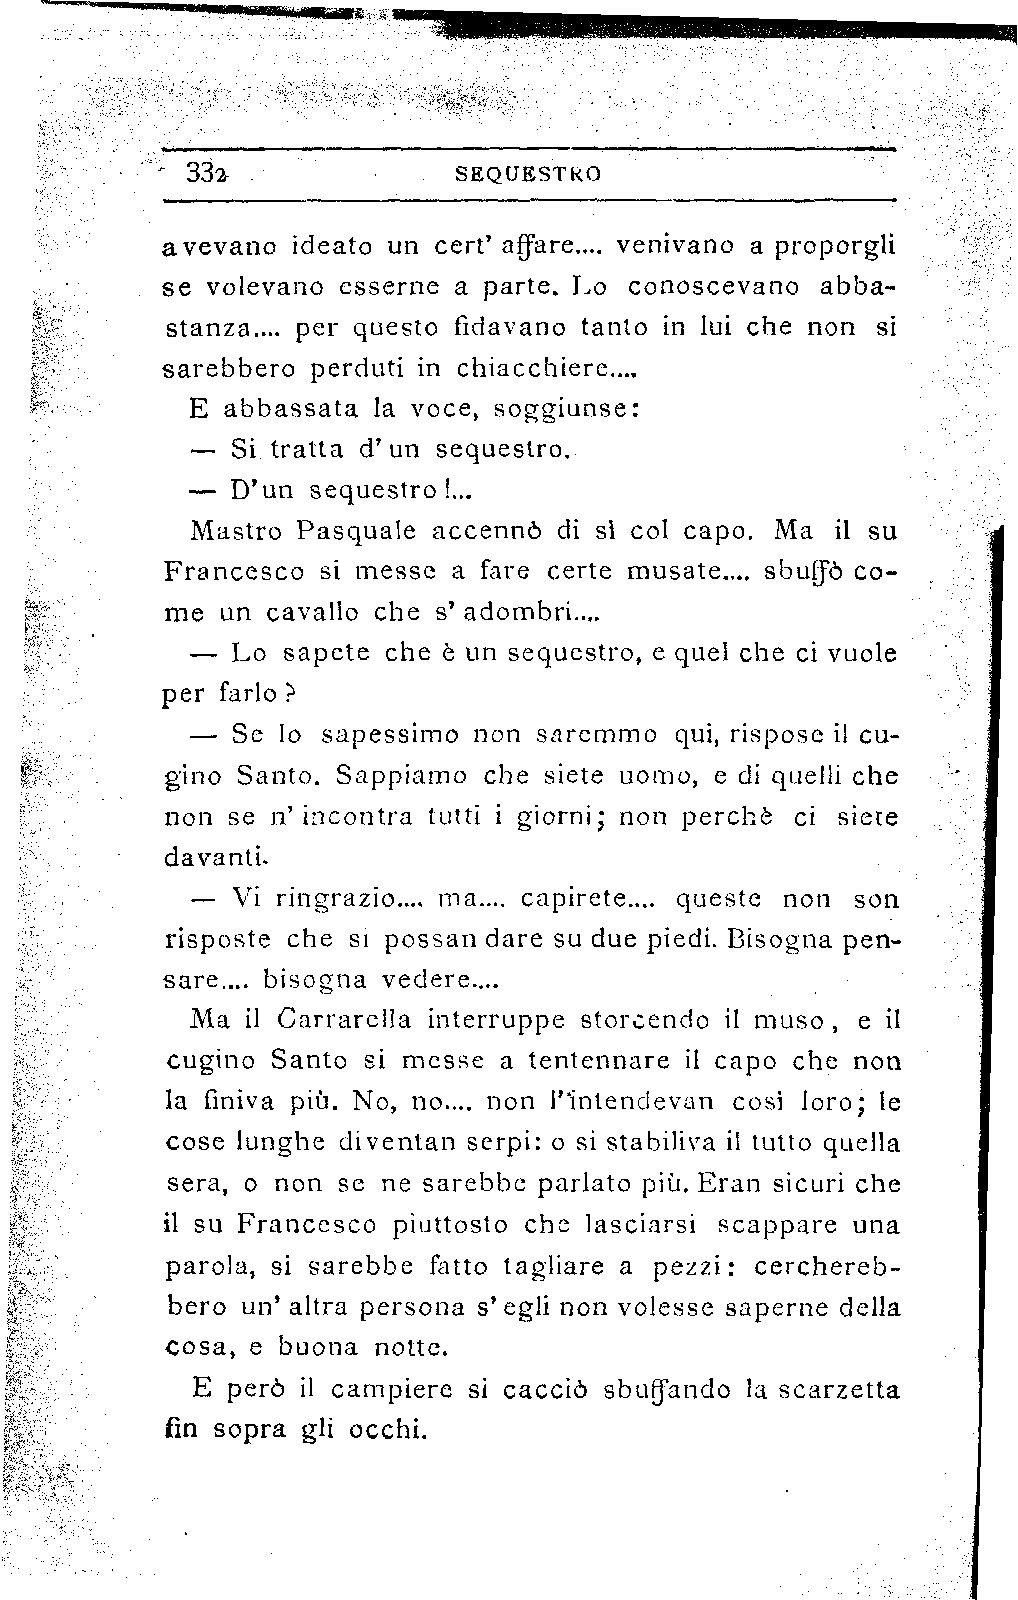 332 SEQUESTRO
avevano ideato un cert' affare.... venivano a proporgli
se volevano esserne a parte. Lo conoscevano abba-
stanza.... per questo fidavano tanto in lui che non si
sarebbero perduti in chiacchiere....
E abbassata la voce, soggiunse:
— Si tratta d' un sequestro.
— D'un sequestro!...
Mastro Pasquale accennò di sì col capo. Ma il su
Francesco si messe a fare certe musate.... sbuffò co-
me un cavallo che s' adombri....
— Lo sapete che è un sequestro, e quel che ci vuole
per farlo?
— Se lo sapessimo non saremmo qui, rispose il cu-
gino Santo. Sappiamo che siete uomo, e di quelli che
non se n' incontra tutti i giorni; non perchè ci siete
davanti.
— Vi ringrazio.... ma.... capirete.... queste non son
risposte che si possan dare su due piedi. Bisogna pen-
sare.... bisogna vedere....
Ma il Carrarella interruppe storcendo il muso, e il
cugino Santo si messe a tentennare il capo che non
la finiva più. No, no.... non l'intendevan così loro; le
cose lunghe diventan serpi: o si stabiliva il tutto quella
sera, o non se ne sarebbe parlato più. Eran sicuri che
il su Francesco piuttosto che lasciarsi scappare una
parola, si sarebbe fatto tagliare a pezzi: cerchereb-
bero un' altra persona s' egli non volesse saperne della
cosa, e buona notte.
E però il campiere si cacciò sbuffando la scarzetta
fin sopra gli occhi.